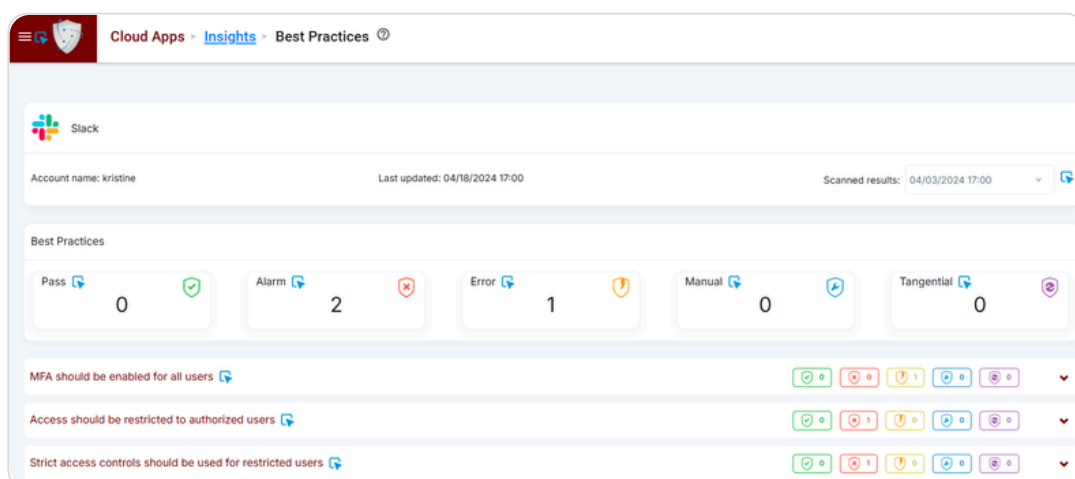 Cloud Apps > Insights > Best Practices ?
Slack
Account name: kristine Last updated: 04/18/2024 17:00 Scanned results: 04/03/2024 17:00
Best Practices
Pass Alarm Error Manual Tangential
0 2 1 0 0
MFA should be enabled for all users 0 0 1 0 0
Access should be restricted to authorized users 0 1 0 0 0
Strict access controls should be used for restricted users 0 1 0 0 0